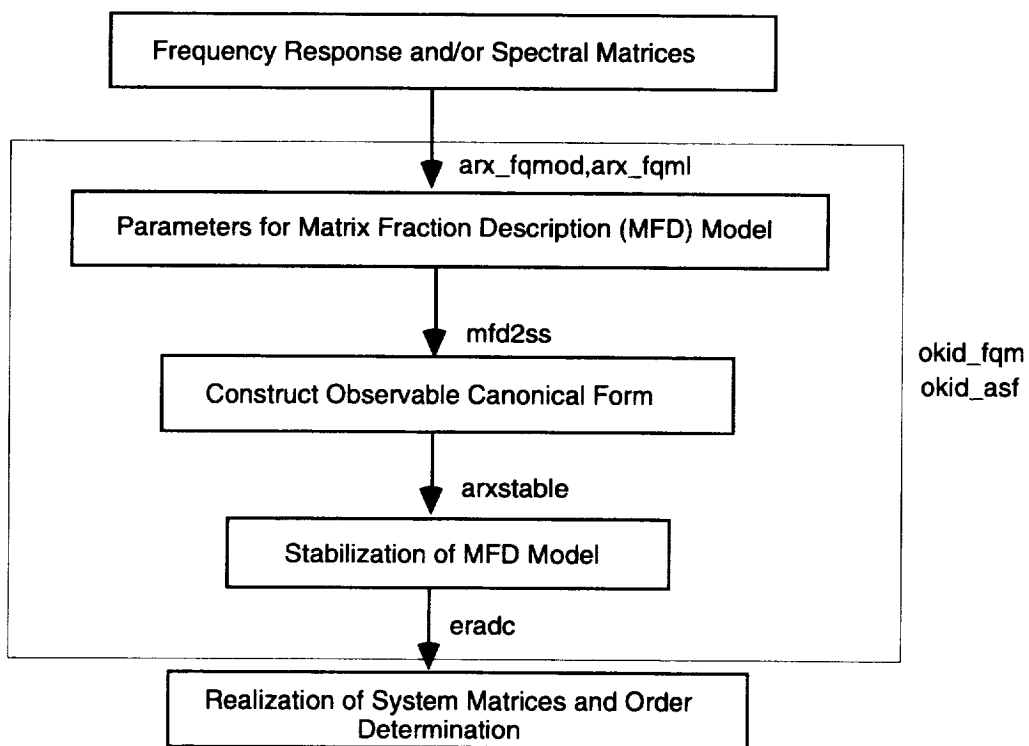 Frequency Response and/or Spectral Matrices
arx_fqmod,arx_fqml
Parameters for Matrix Fraction Description (MFD) Model
mfd2ss
Construct Observable Canonical Form
okid_fqm
okid_asf
arxstable
Stabilization of MFD Model
eradc
Realization of System Matrices and Order
Determination